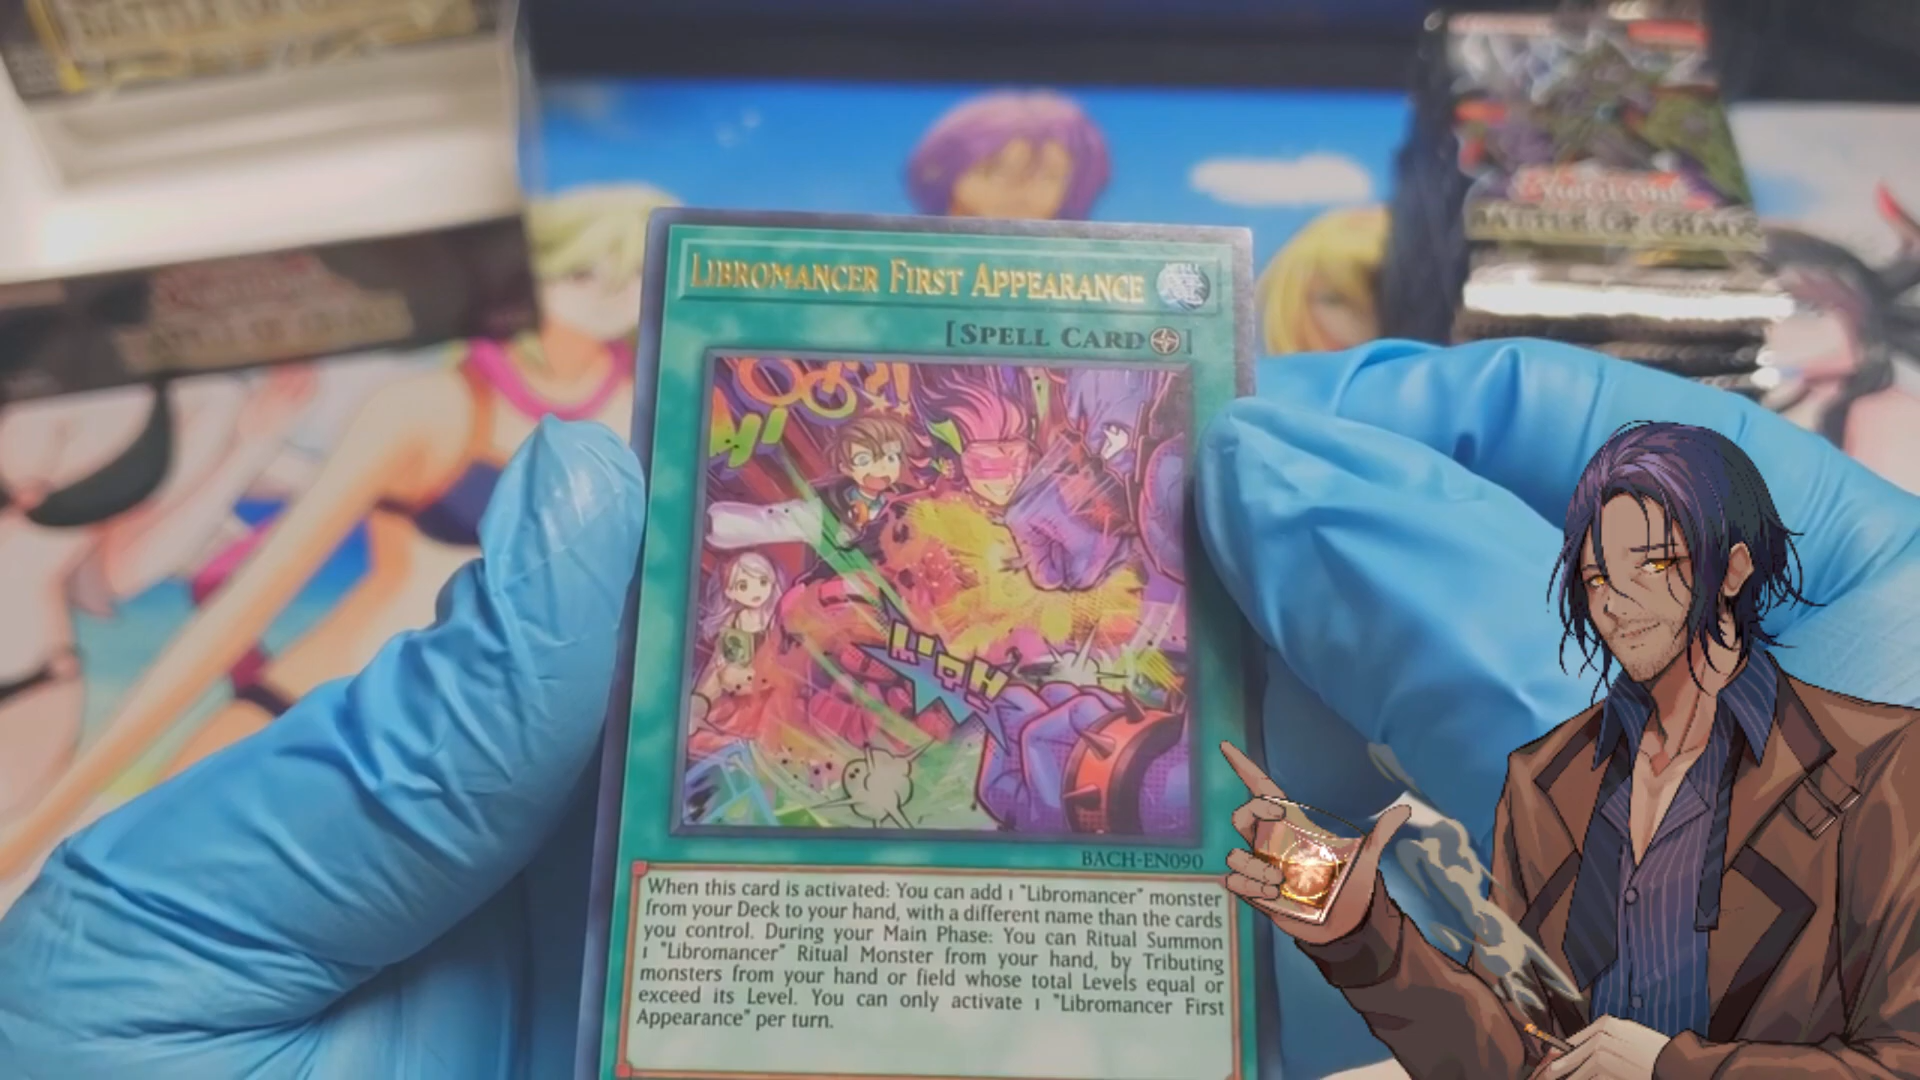 BATTLE OF CHAOS
LIBROMANCER FIRST APPEARANCE
[SPELL CARD]
BACH-EN090
When this card is activated: You can add 1 "Libromancer" monster
from your Deck to your hand, with a different name than the cards
you control. During your Main Phase: You can Ritual Summon
1 "Libromancer" Ritual Monster from your hand, by Tributing
monsters from your hand or field whose total Levels equal or
exceed its Level. You can only activate 1 "Libromancer First
Appearance" per turn.